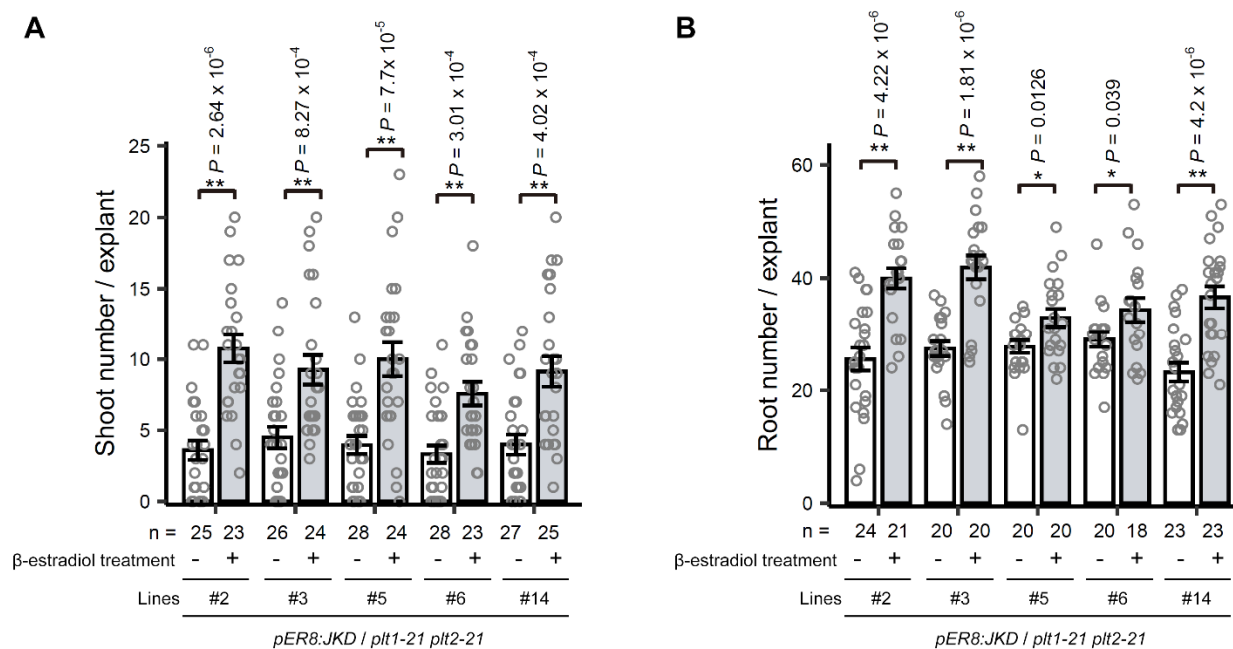 A
P = 2.64 x 10-6
P = 8.27 x 10-4
P = 7.7x 10-5
P = 3.01 x 10-4
P = 4.02 x 10-4
** ** ** ** **
Shoot number / explant
25
20
15
10
5
0
n = 25 23 26 24 28 24 28 23 27 25
β-estradiol treatment - + - + - + - + - +
Lines #2 #3 #5 #6 #14
pER8:JKD / plt1-21 plt2-21
B
P = 4.22 x 10-6
P = 1.81 x 10-6
P = 0.0126
P = 0.039
P = 4.2 x 10-6
** ** * * **
Root number / explant
60
40
20
0
n = 24 21 20 20 20 20 20 18 23 23
β-estradiol treatment - + - + - + - + - +
Lines #2 #3 #5 #6 #14
pER8:JKD / plt1-21 plt2-21